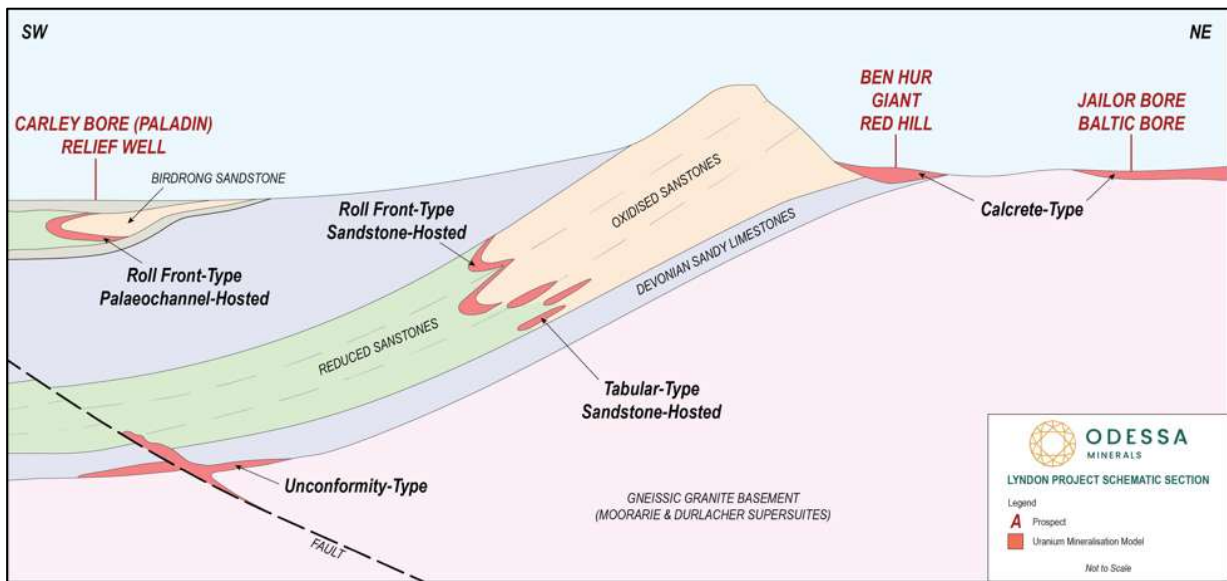 SW
NE
CARLEY BORE (PALADIN)
RELIEF WELL
BIRDRONG SANDSTONE
Roll Front-Type
Palaeochannel-Hosted
Roll Front-Type
Sandstone-Hosted
OXIDISED SANSTONES
REDUCED SANSTONES
DEVONIAN SANDY LIMESTONES
Tabular-Type
Sandstone-Hosted
BEN HUR
GIANT
RED HILL
JAILOR BORE
BALTIC BORE
Calcrete-Type
Unconformity-Type
FAULT
GNEISSIC GRANITE BASEMENT
(MOORARIE & DURLACHER SUPERSUITES)
ODESSA
MINERALS
LYNDON PROJECT SCHEMATIC SECTION
Legend
A Prospect
Uranium Mineralisation Model
Not to Scale